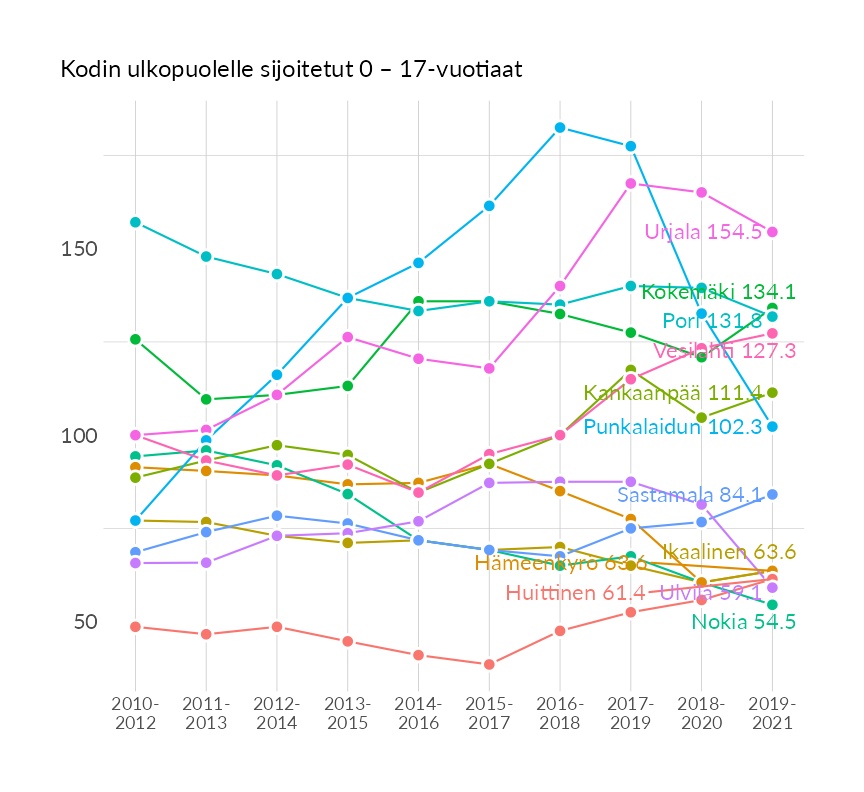 Kodin ulkopuolelle sijoitetut 0 – 17-vuotiaat
150
100
50
Urjala 154.5
Kokemäki 134.1
Pori 131.8
Vesilahti 127.3
Kankaanpää 111.4
Punkalaidun 102.3
Sastamala 84.1
Ikaalinen 63.6
Hämeenkyrö 63.6
Huittinen 61.4
Ulvila 59.1
Nokia 54.5
2010-
2012
2011-
2013
2012-
2014
2013-
2015
2014-
2016
2015-
2017
2016-
2018
2017-
2019
2018-
2020
2019-
2021